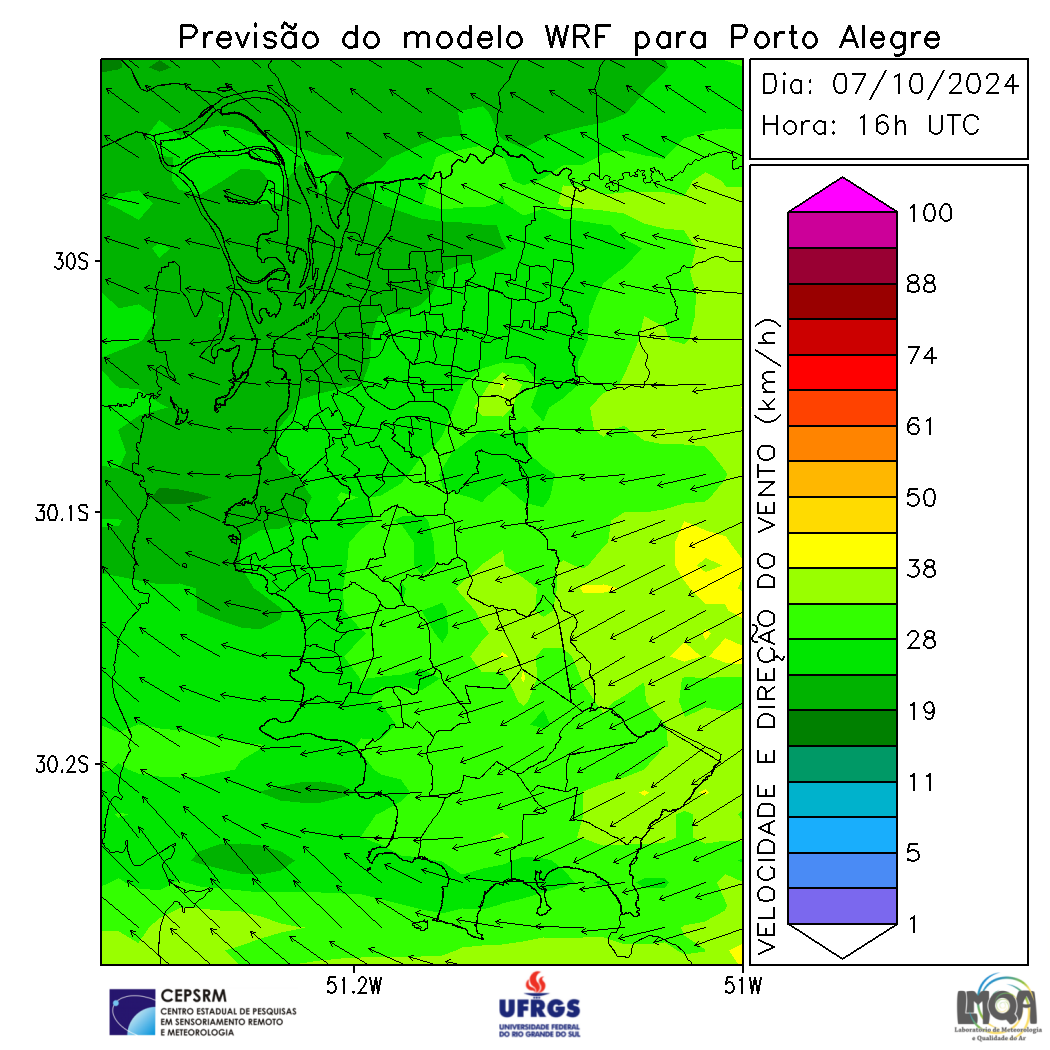 Previsão do modelo WRF para Porto Alegre
Dia: 07/10/2024
Hora: 16h UTC
30S
30.1S
30.2S
51.2W
51W
VELOCIDADE E DIREÇÃO DO VENTO (km/h)
100
88
74
61
50
38
28
19
11
5
1
CEPSRM
CENTRO ESTADUAL DE PESQUISAS
EM SENSORIAMENTO REMOTO
E METEOROLOGIA
UFRGS
UNIVERSIDADE FEDERAL
DO RIO GRANDE DO SUL
LMQA
Laboratório de Meteorologia
e Qualidade do Ar